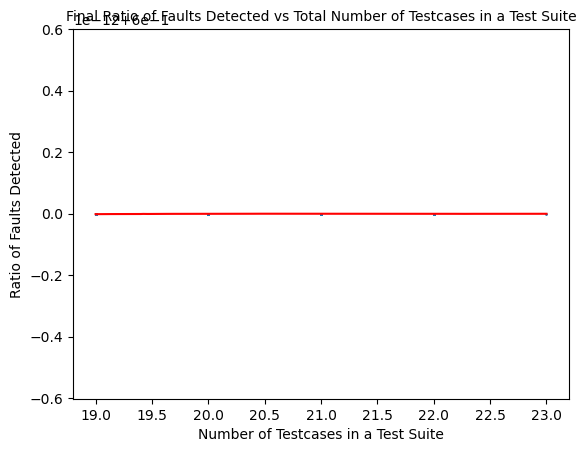 Final Ratio of Faults Detected vs Total Number of Testcases in a Test Suite
1e−12+6e−1
0.6
0.4
0.2
0.0
−0.2
−0.4
−0.6
Ratio of Faults Detected
19.0 19.5 20.0 20.5 21.0 21.5 22.0 22.5 23.0
Number of Testcases in a Test Suite